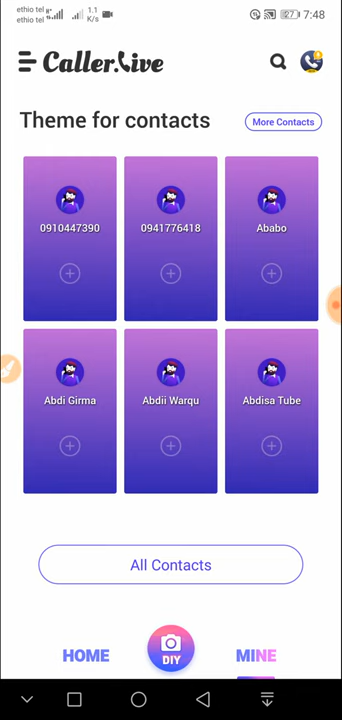 ethio tel
ethio tel
1.1
K/s
27
7:48
Caller.Live
Theme for contacts
More Contacts
0910447390
0941776418
Ababo
Abdi Girma
Abdii Warqu
Abdisa Tube
All Contacts
HOME
DIY
MINE